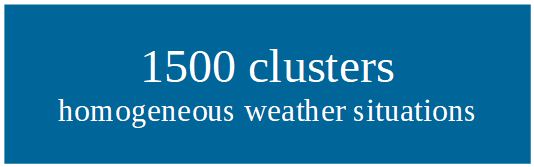 1500 clusters
homogeneous weather situations